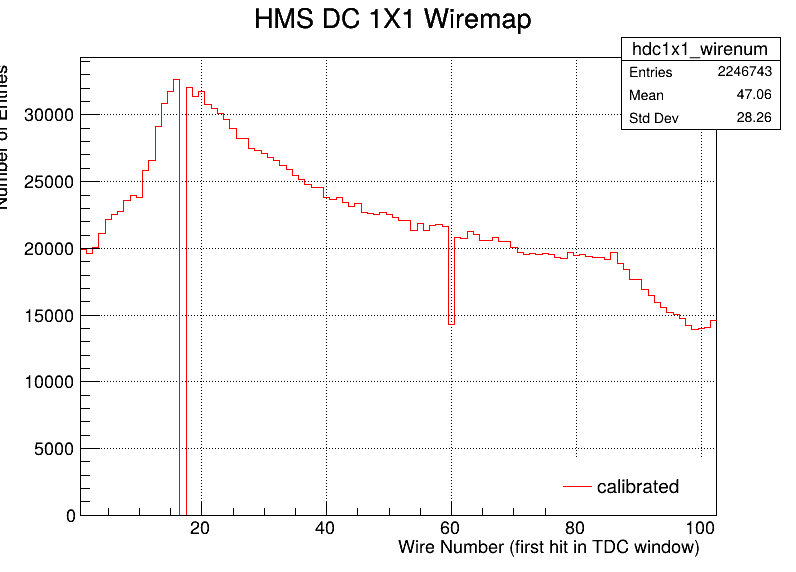 HMS DC 1X1 Wiremap
hdc1x1_wirenum
Entries 2246743
Mean 47.06
Std Dev 28.26
Number of Entries
30000
25000
20000
15000
10000
5000
0
calibrated
20 40 60 80 100
Wire Number (first hit in TDC window)